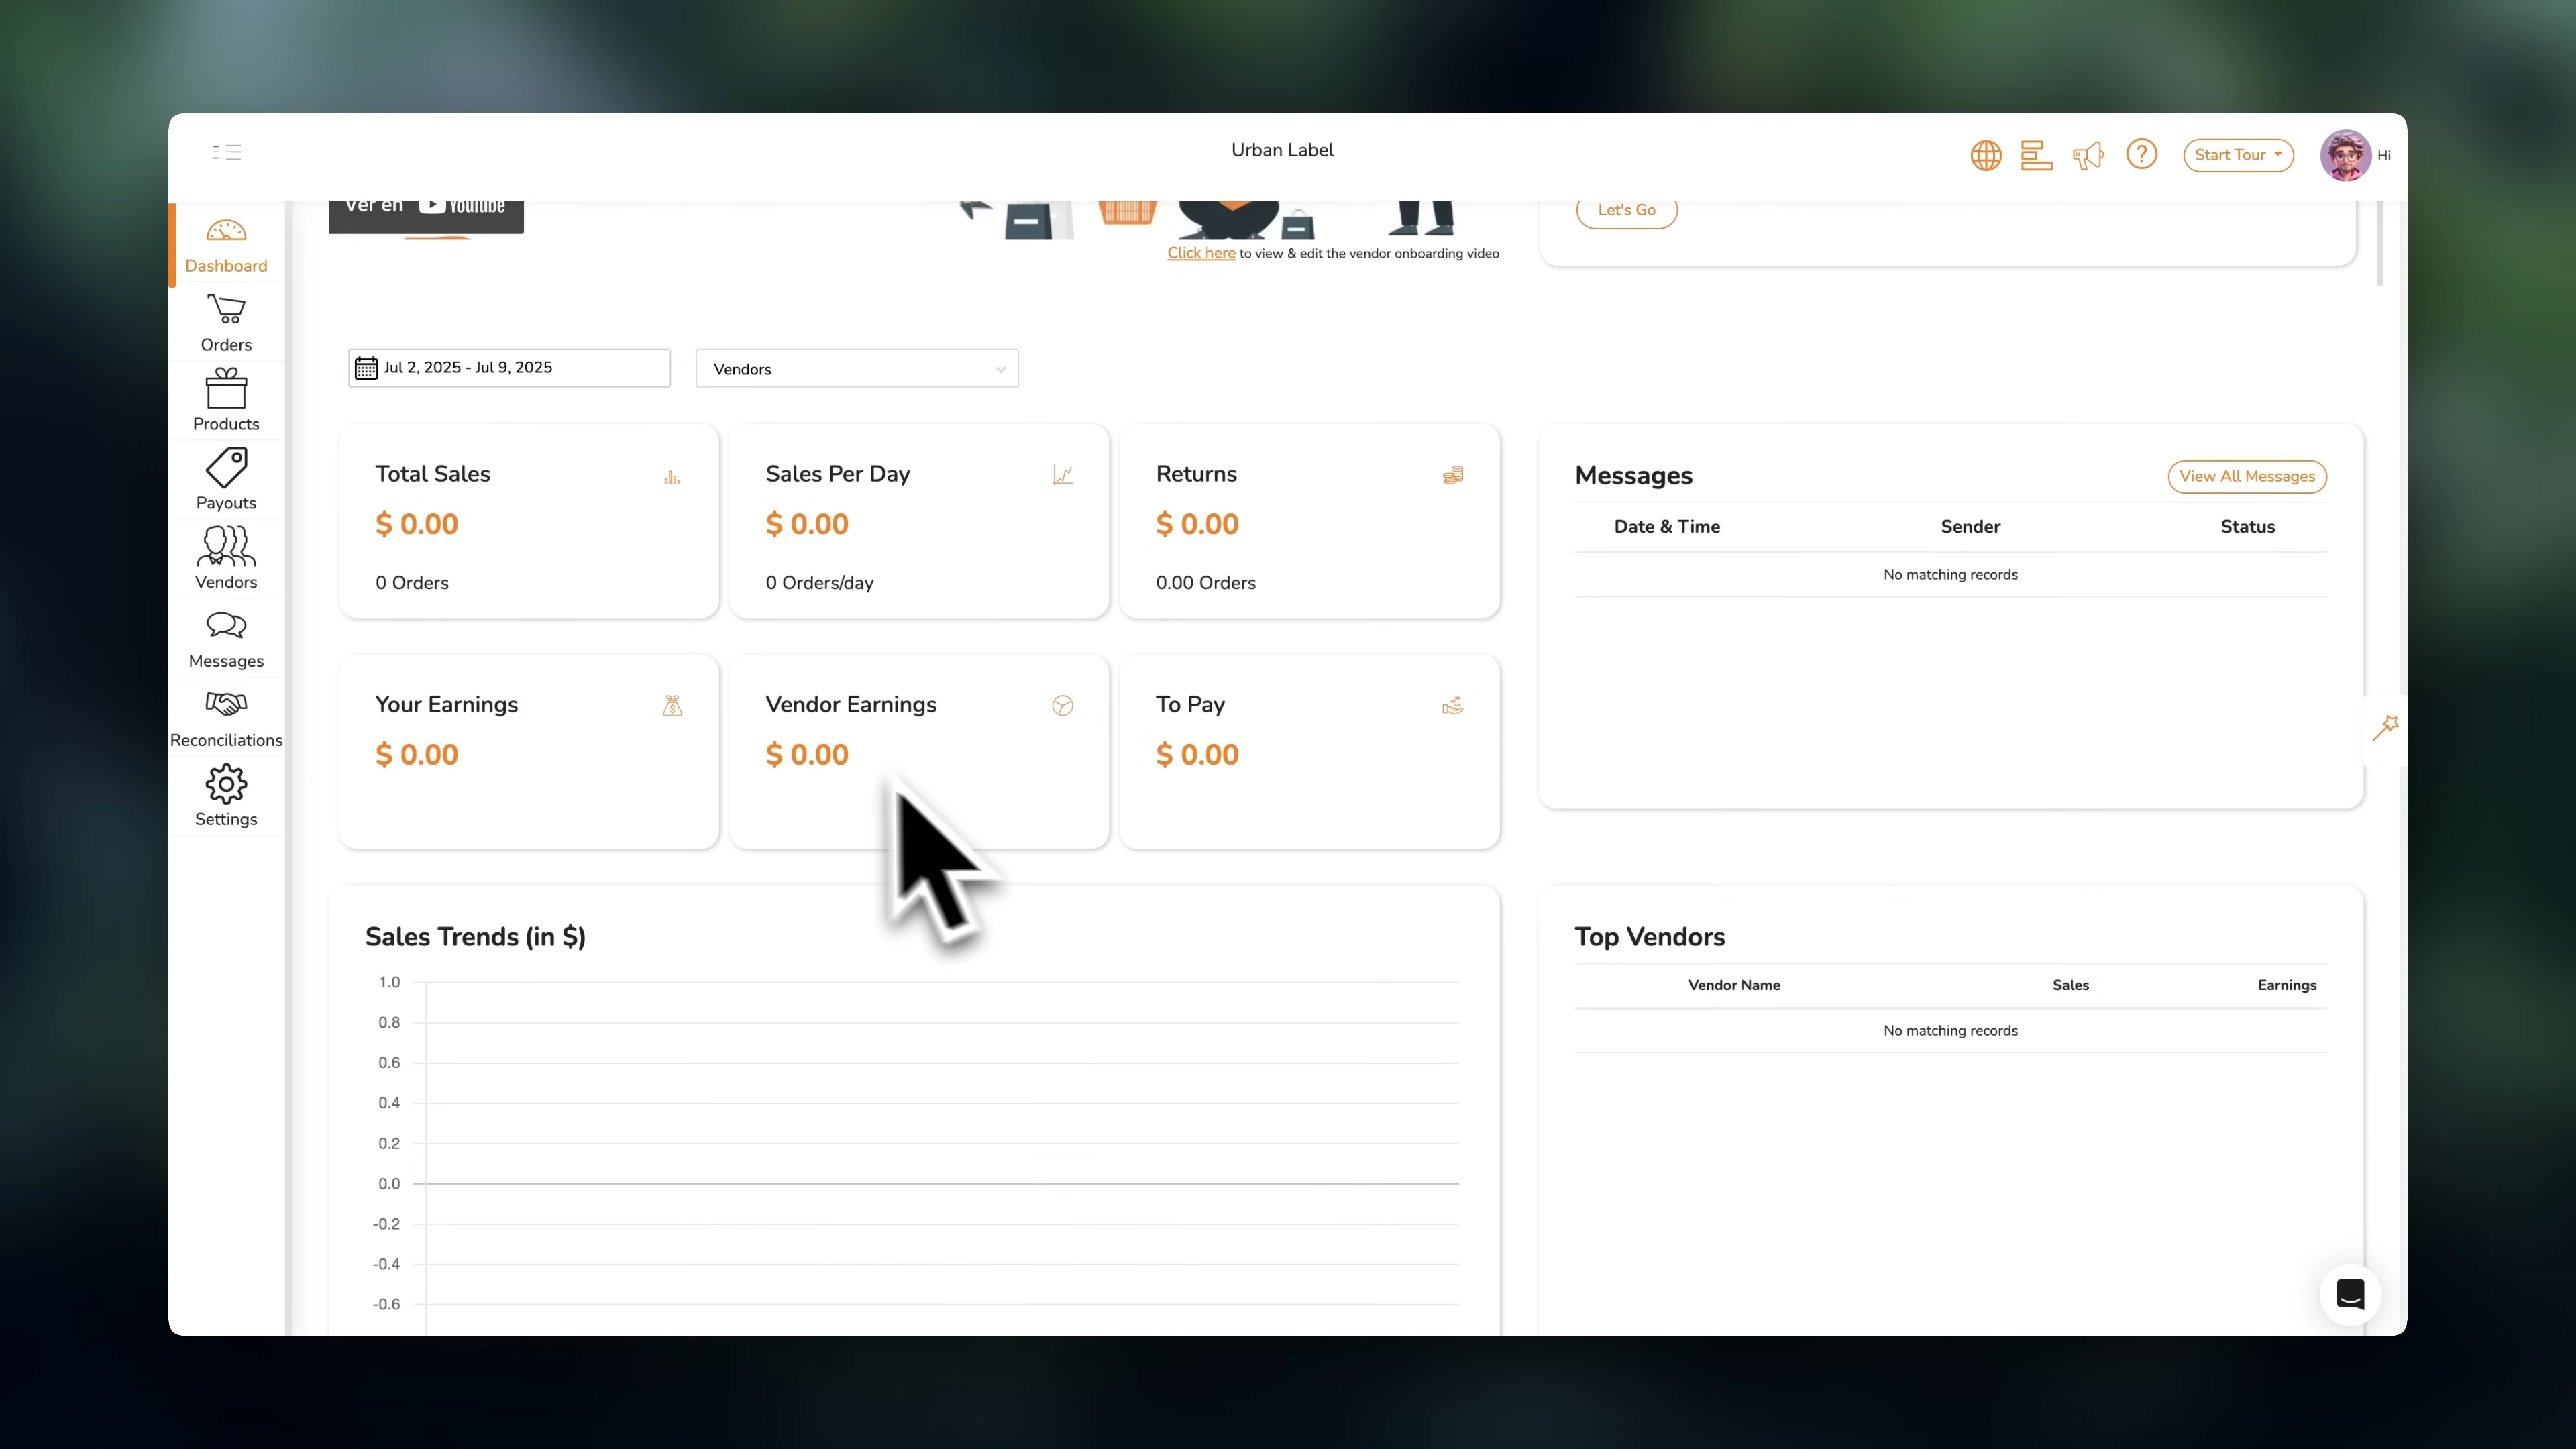 Urban Label
Start Tour
Hi
Ver en YouTube
Let's Go
Click here to view & edit the vendor onboarding video
Dashboard
Orders
Products
Payouts
Vendors
Messages
Reconciliations
Settings
Jul 2, 2025 - Jul 9, 2025
Vendors
Total Sales
$ 0.00
0 Orders
Sales Per Day
$ 0.00
0 Orders/day
Returns
$ 0.00
0.00 Orders
Your Earnings
$ 0.00
Vendor Earnings
$ 0.00
To Pay
$ 0.00
Messages
View All Messages
Date & Time Sender Status
No matching records
Sales Trends (in $)
1.0
0.8
0.6
0.4
0.2
0.0
-0.2
-0.4
-0.6
Top Vendors
Vendor Name Sales Earnings
No matching records